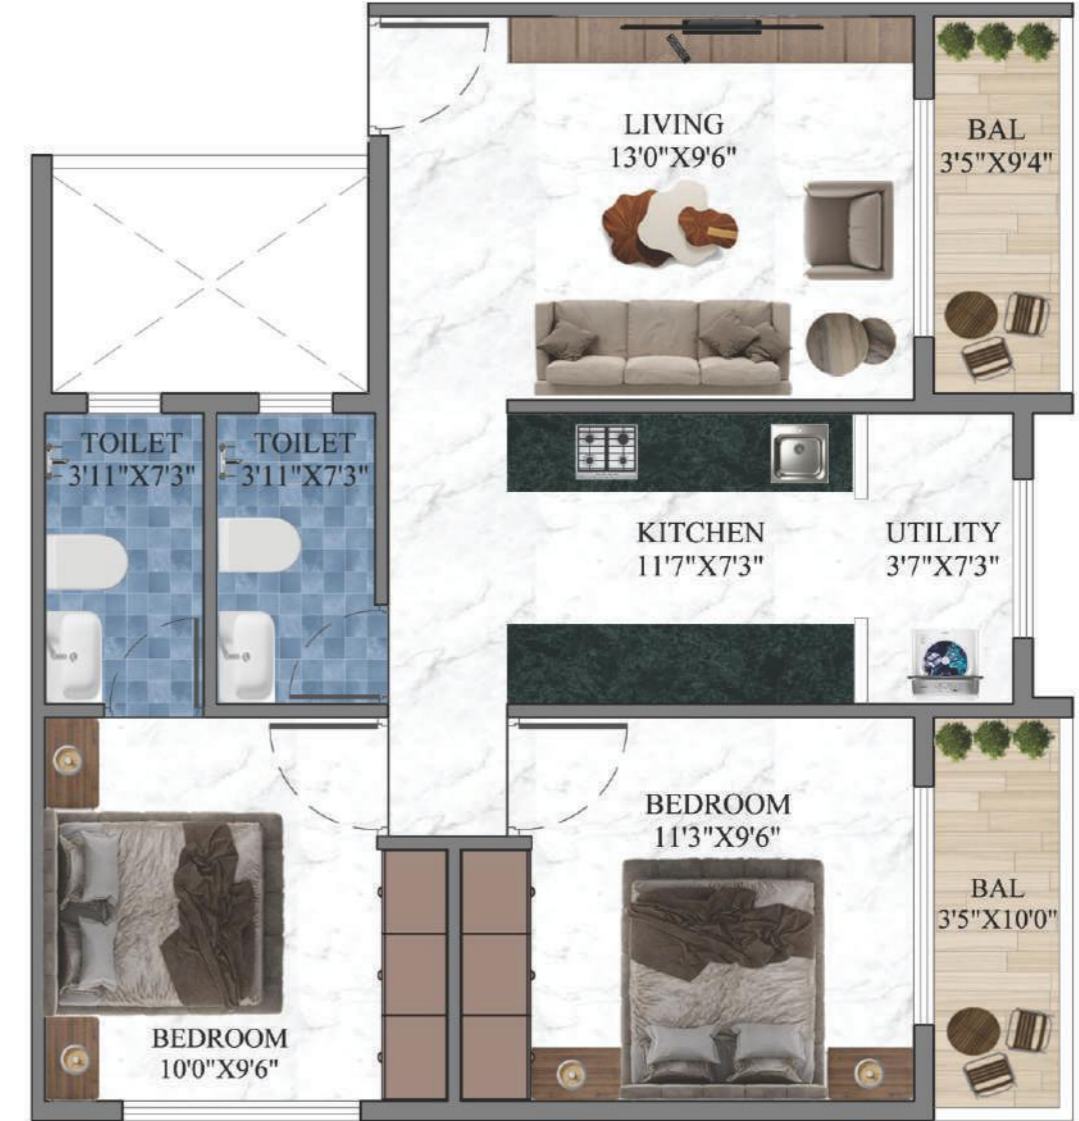 LIVING
13'0"X9'6"
BAL
3'5"X9'4"
TOILET
3'11"X7'3"
TOILET
3'11"X7'3"
KITCHEN
11'7"X7'3"
UTILITY
3'7"X7'3"
BEDROOM
11'3"X9'6"
BAL
3'5"X10'0"
BEDROOM
10'0"X9'6"